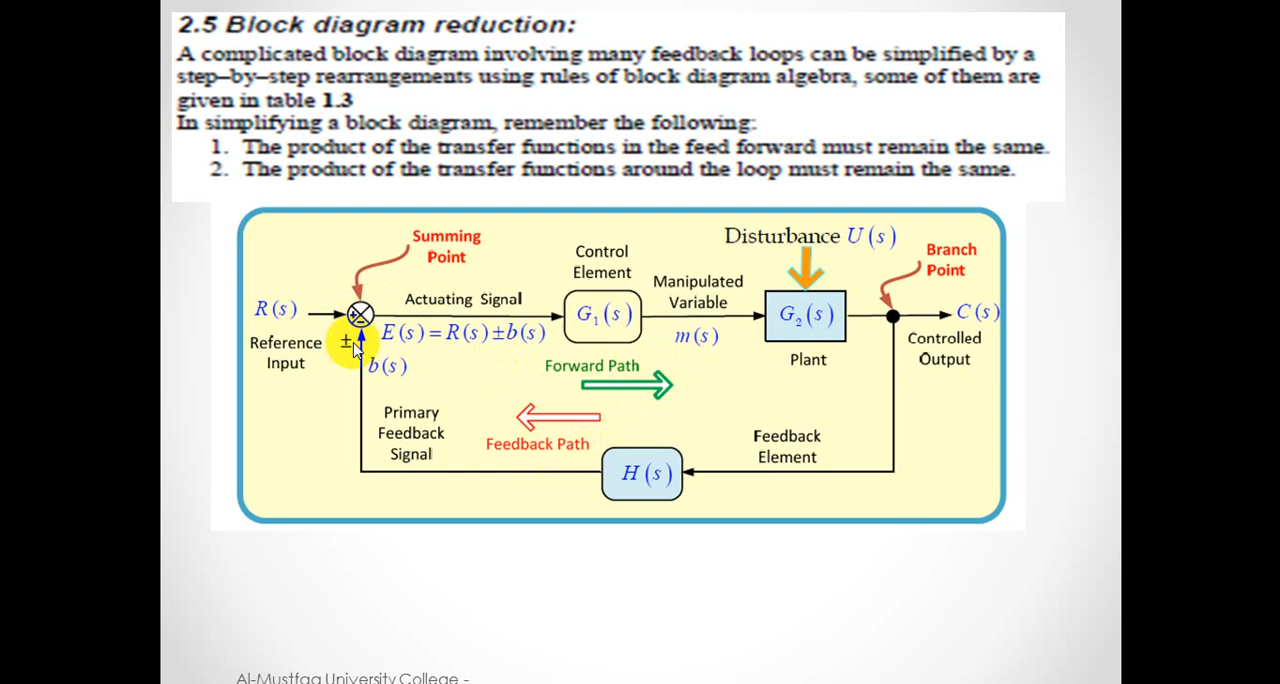 2.5 Block diagram reduction:
A complicated block diagram involving many feedback loops can be simplified by a
step–by–step rearrangements using rules of block diagram algebra, some of them are
given in table 1.3
In simplifying a block diagram, remember the following:
1. The product of the transfer functions in the feed forward must remain the same.
2. The product of the transfer functions around the loop must remain the same.
Summing
Point
Control
Element
Disturbance U(s)
Branch
Point
Manipulated
Variable
R(s)
Actuating Signal
G₁(s)
G₂(s)
C(s)
Reference
Input
±
E(s)=R(s)±b(s)
m(s)
Controlled
Output
b(s)
Forward Path
Plant
Primary
Feedback
Signal
Feedback Path
Feedback
Element
H(s)
Al-Mustfaq University College -